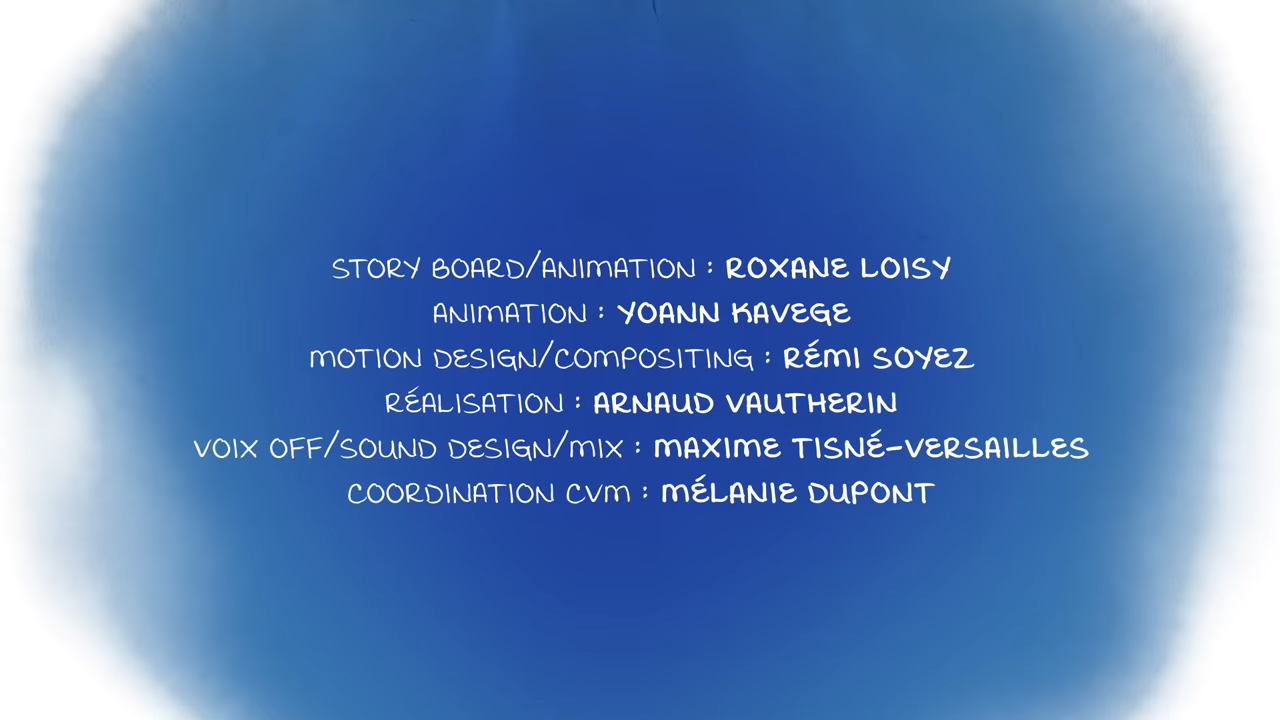 STORY BOARD/ANIMATION : ROXANE LOISY
ANIMATION : YOANN KAVEGE
MOTION DESIGN/COMPOSITING : RÉMI SOYEZ
RÉALISATION : ARNAUD VAUTHERIN
VOIX OFF/SOUND DESIGN/MIX : MAXIME TISNÉ-VERSAILLES
COORDINATION CVM : MÉLANIE DUPONT